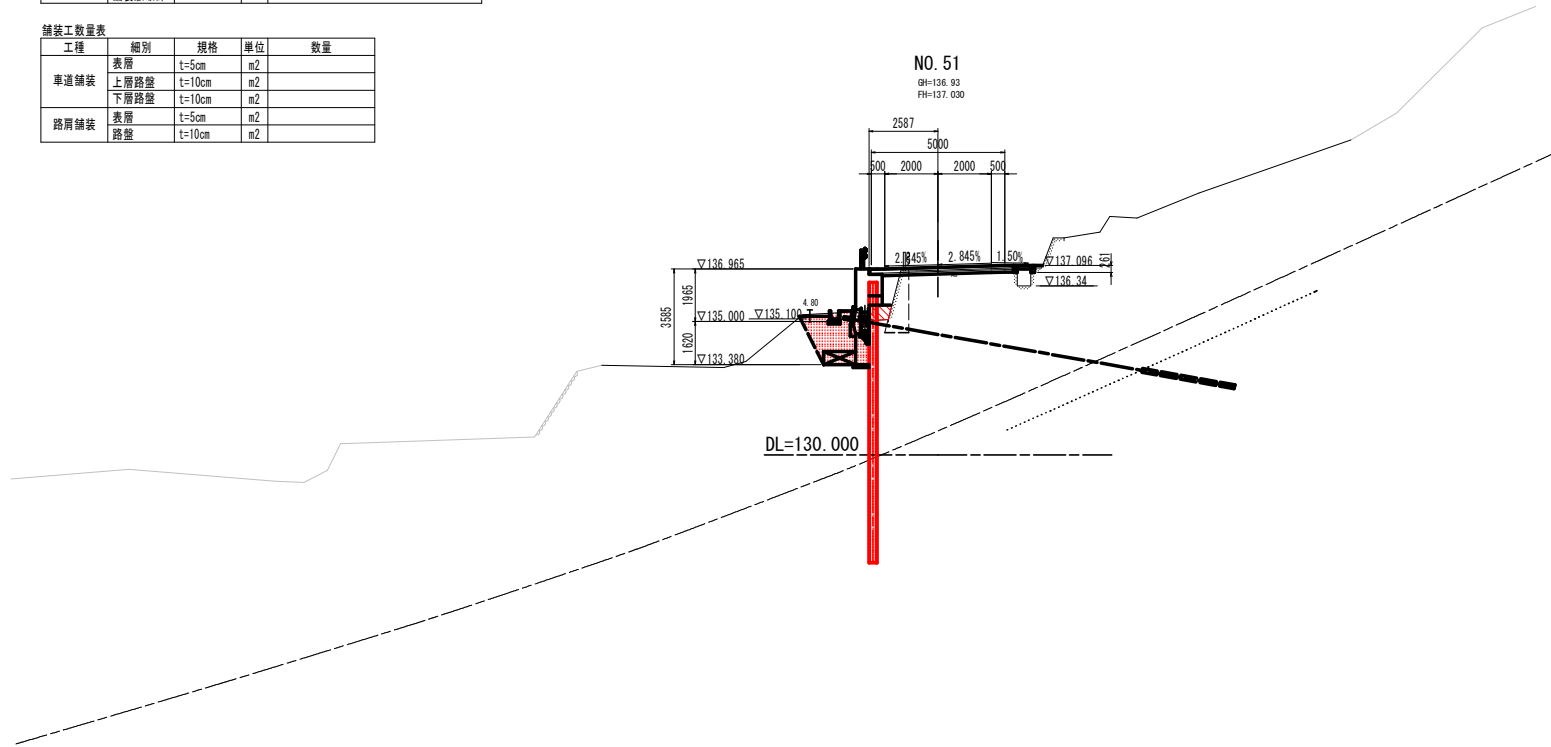 舗装工数量表
工種 細別 規格 単位 数量
車道舗装 表層 t=5cm m2
上層路盤 t=10cm m2
下層路盤 t=10cm m2
路肩舗装 表層 t=5cm m2
路盤 t=10cm m2
NO. 51
GH=136.93
FH=137.030
2587
5000
500 2000 2000 500
2.845% 2.845% 1.50%
▽136.965
▽137.096
261
▽136.34
1965
3585
4.80
▽135.000
▽135.100
1620
▽133.380
DL=130.000